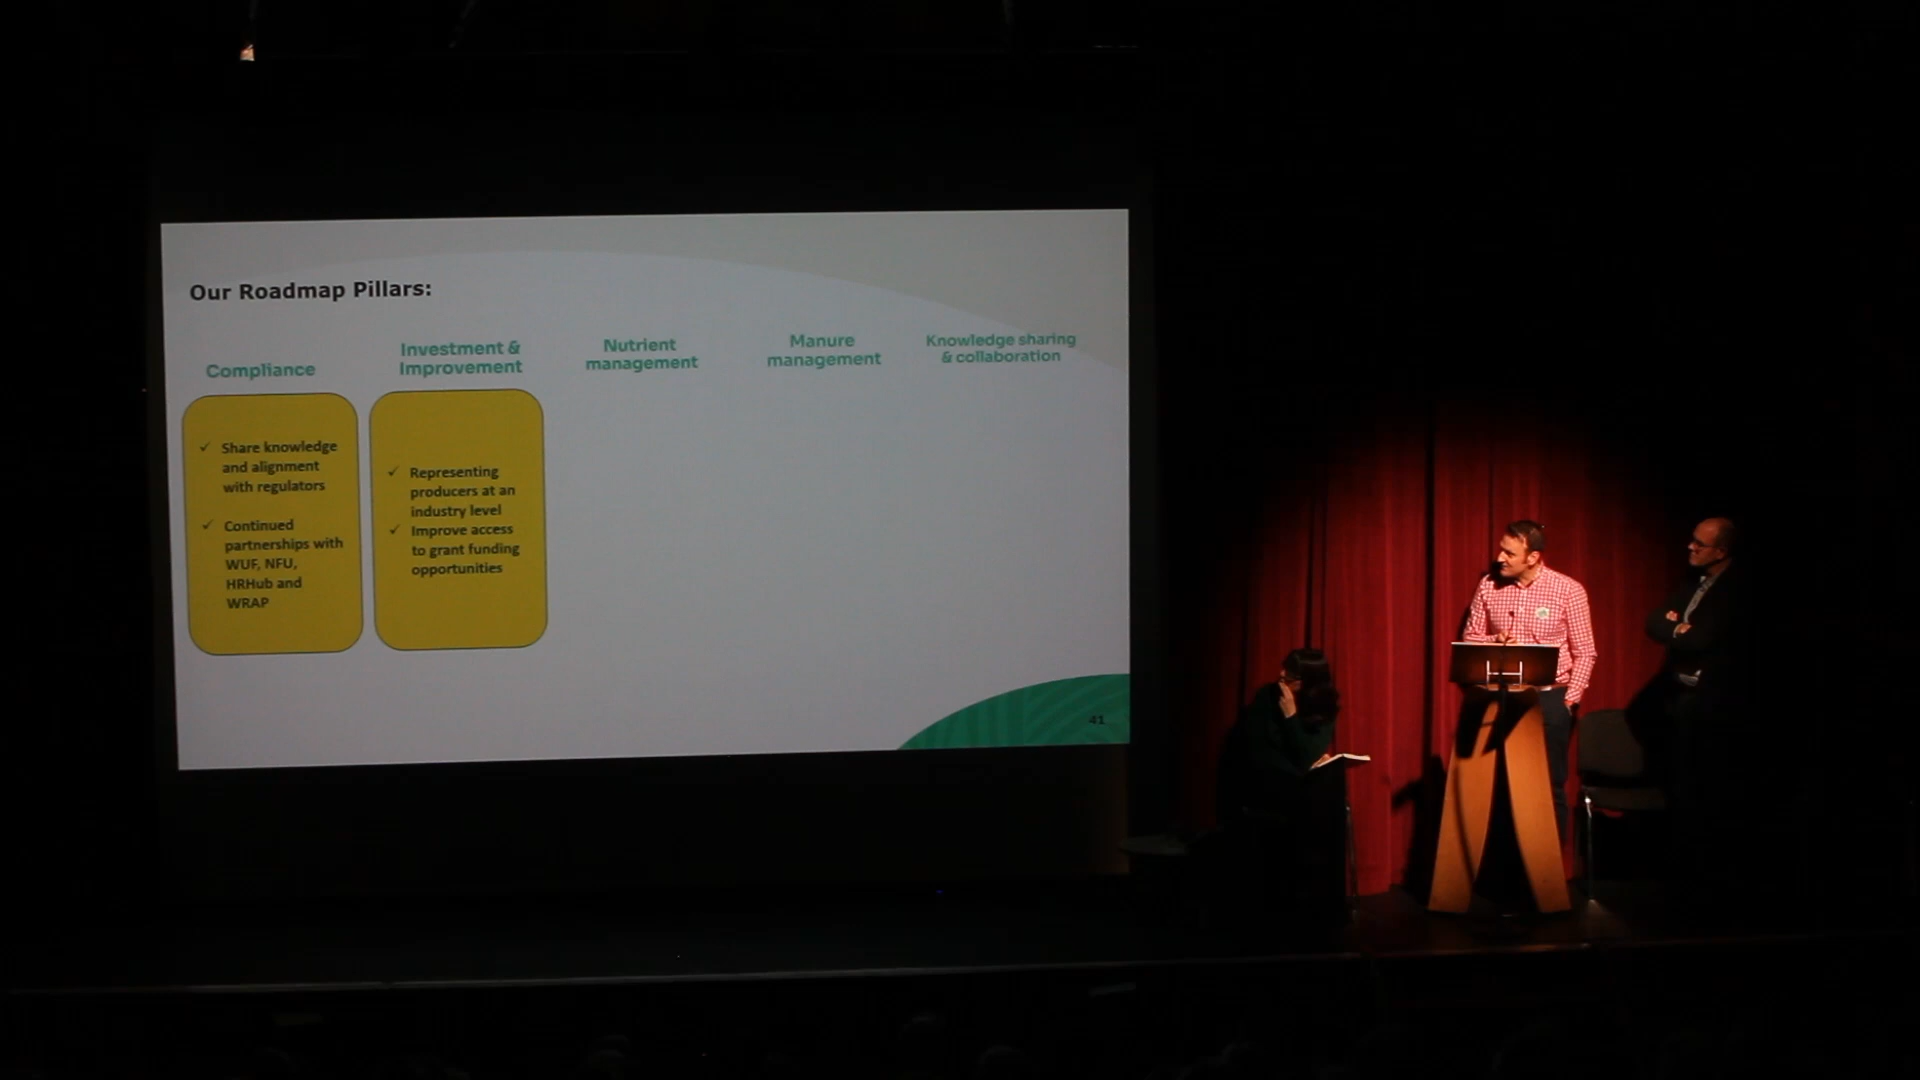 Our Roadmap Pillars:
Compliance
Share knowledge
and alignment
with regulators
Continued
partnerships with
WUF, NFU,
HRHub and
WRAP
Investment &
Improvement
Representing
producers at an
industry level
Improve access
to grant funding
opportunities
Nutrient
management
Manure
management
Knowledge sharing
& collaboration
41